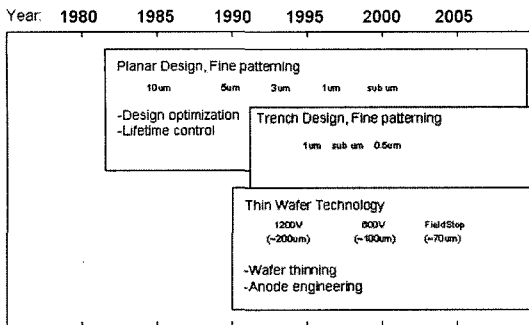 Year: 1980 1985 1990 1995 2000 2005
Planar Design, Fine patterning
10um 5um 3um 1um sub um
-Design optimization
-Lifetime control
Trench Design, Fine patterning
1um sub um 0.5um
Thin Wafer Technology
1200V 600V FieldStop
(~200um) (~100um) (~70um)
-Wafer thinning
-Anode engineering